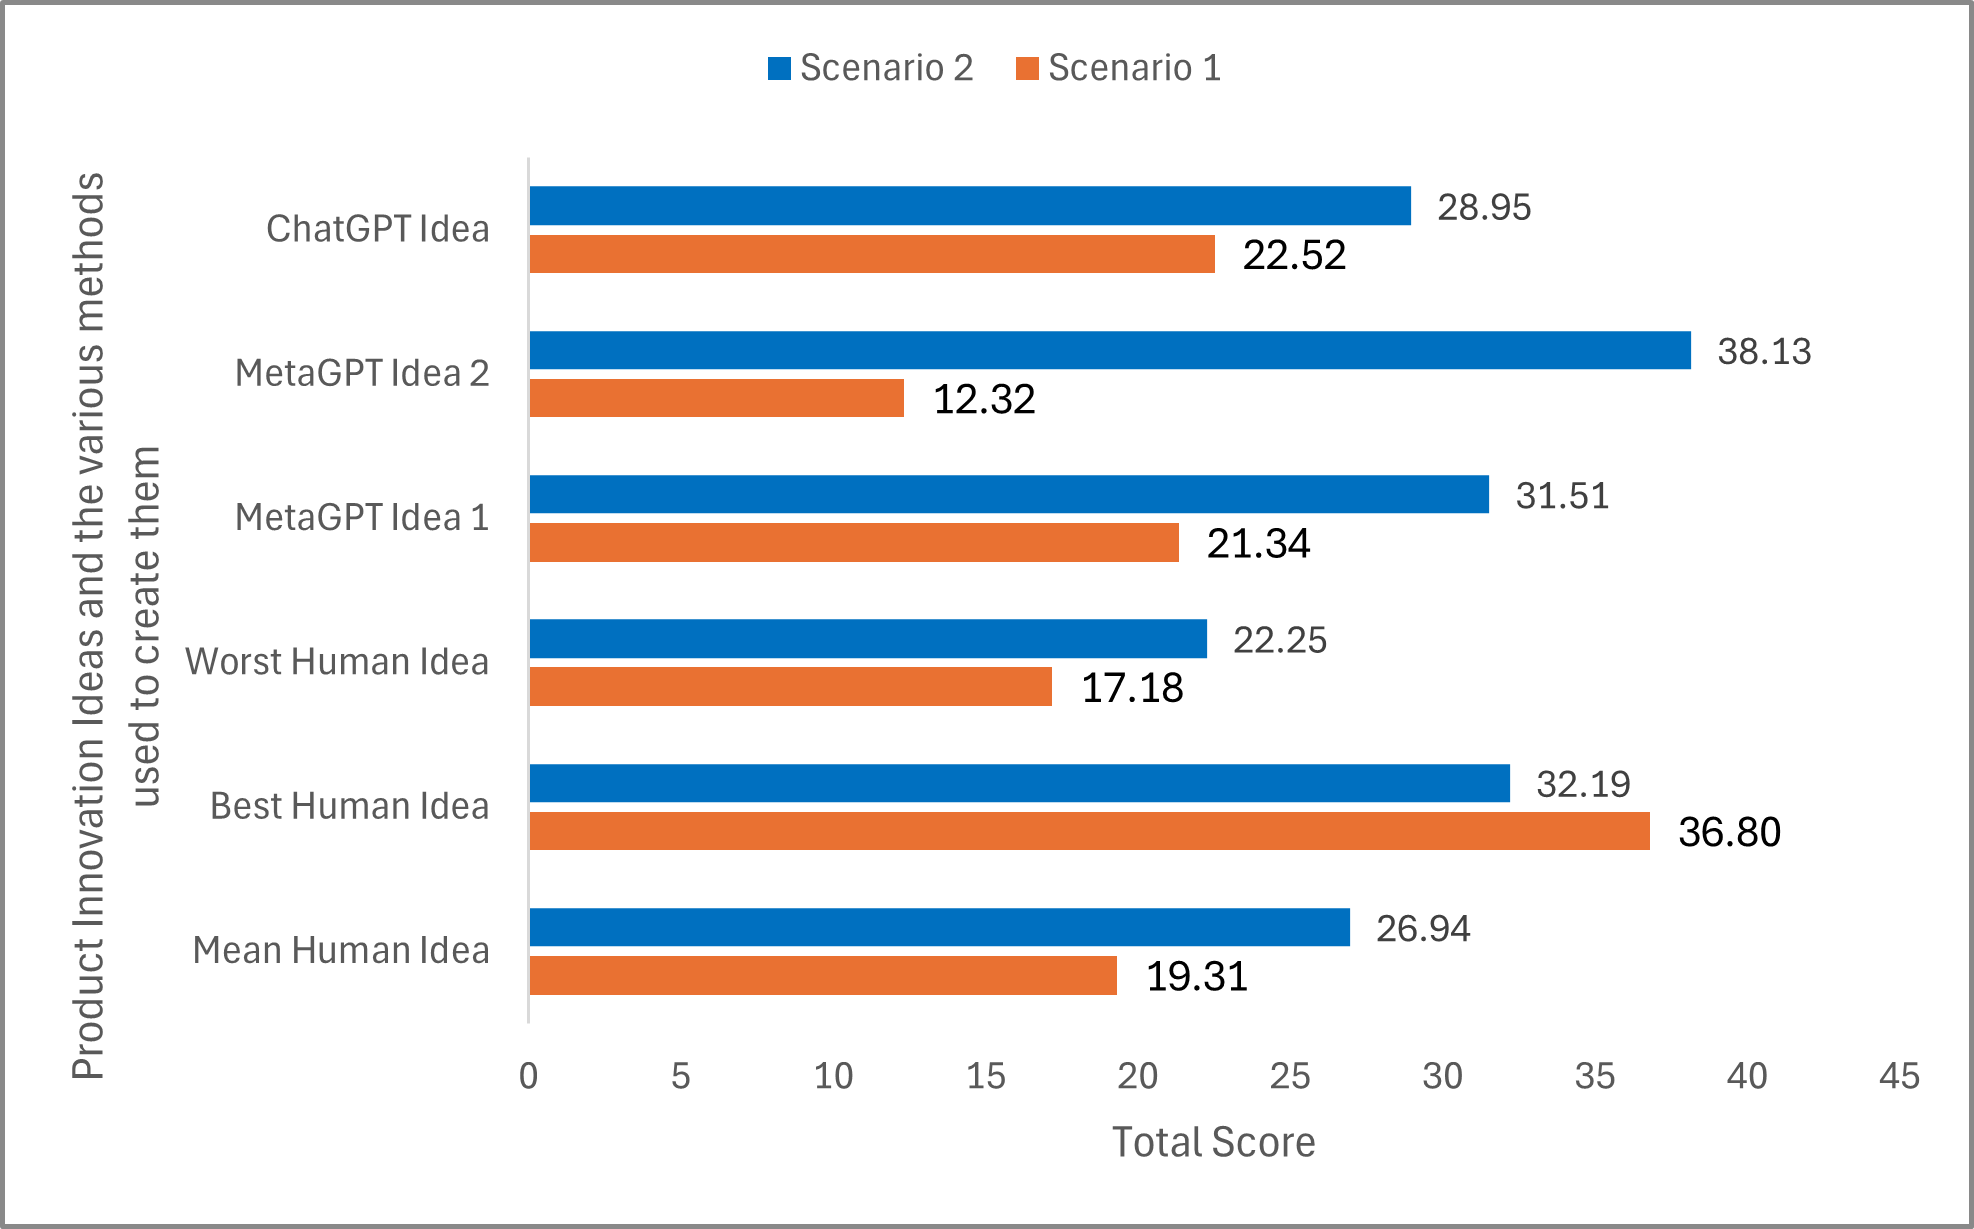 Scenario 2
Scenario 1
Product Innovation Ideas and the various methods
used to create them
ChatGPT Idea
28.95
22.52
MetaGPT Idea 2
38.13
12.32
MetaGPT Idea 1
31.51
21.34
Worst Human Idea
22.25
17.18
Best Human Idea
32.19
36.80
Mean Human Idea
26.94
19.31
0 5 10 15 20 25 30 35 40 45
Total Score